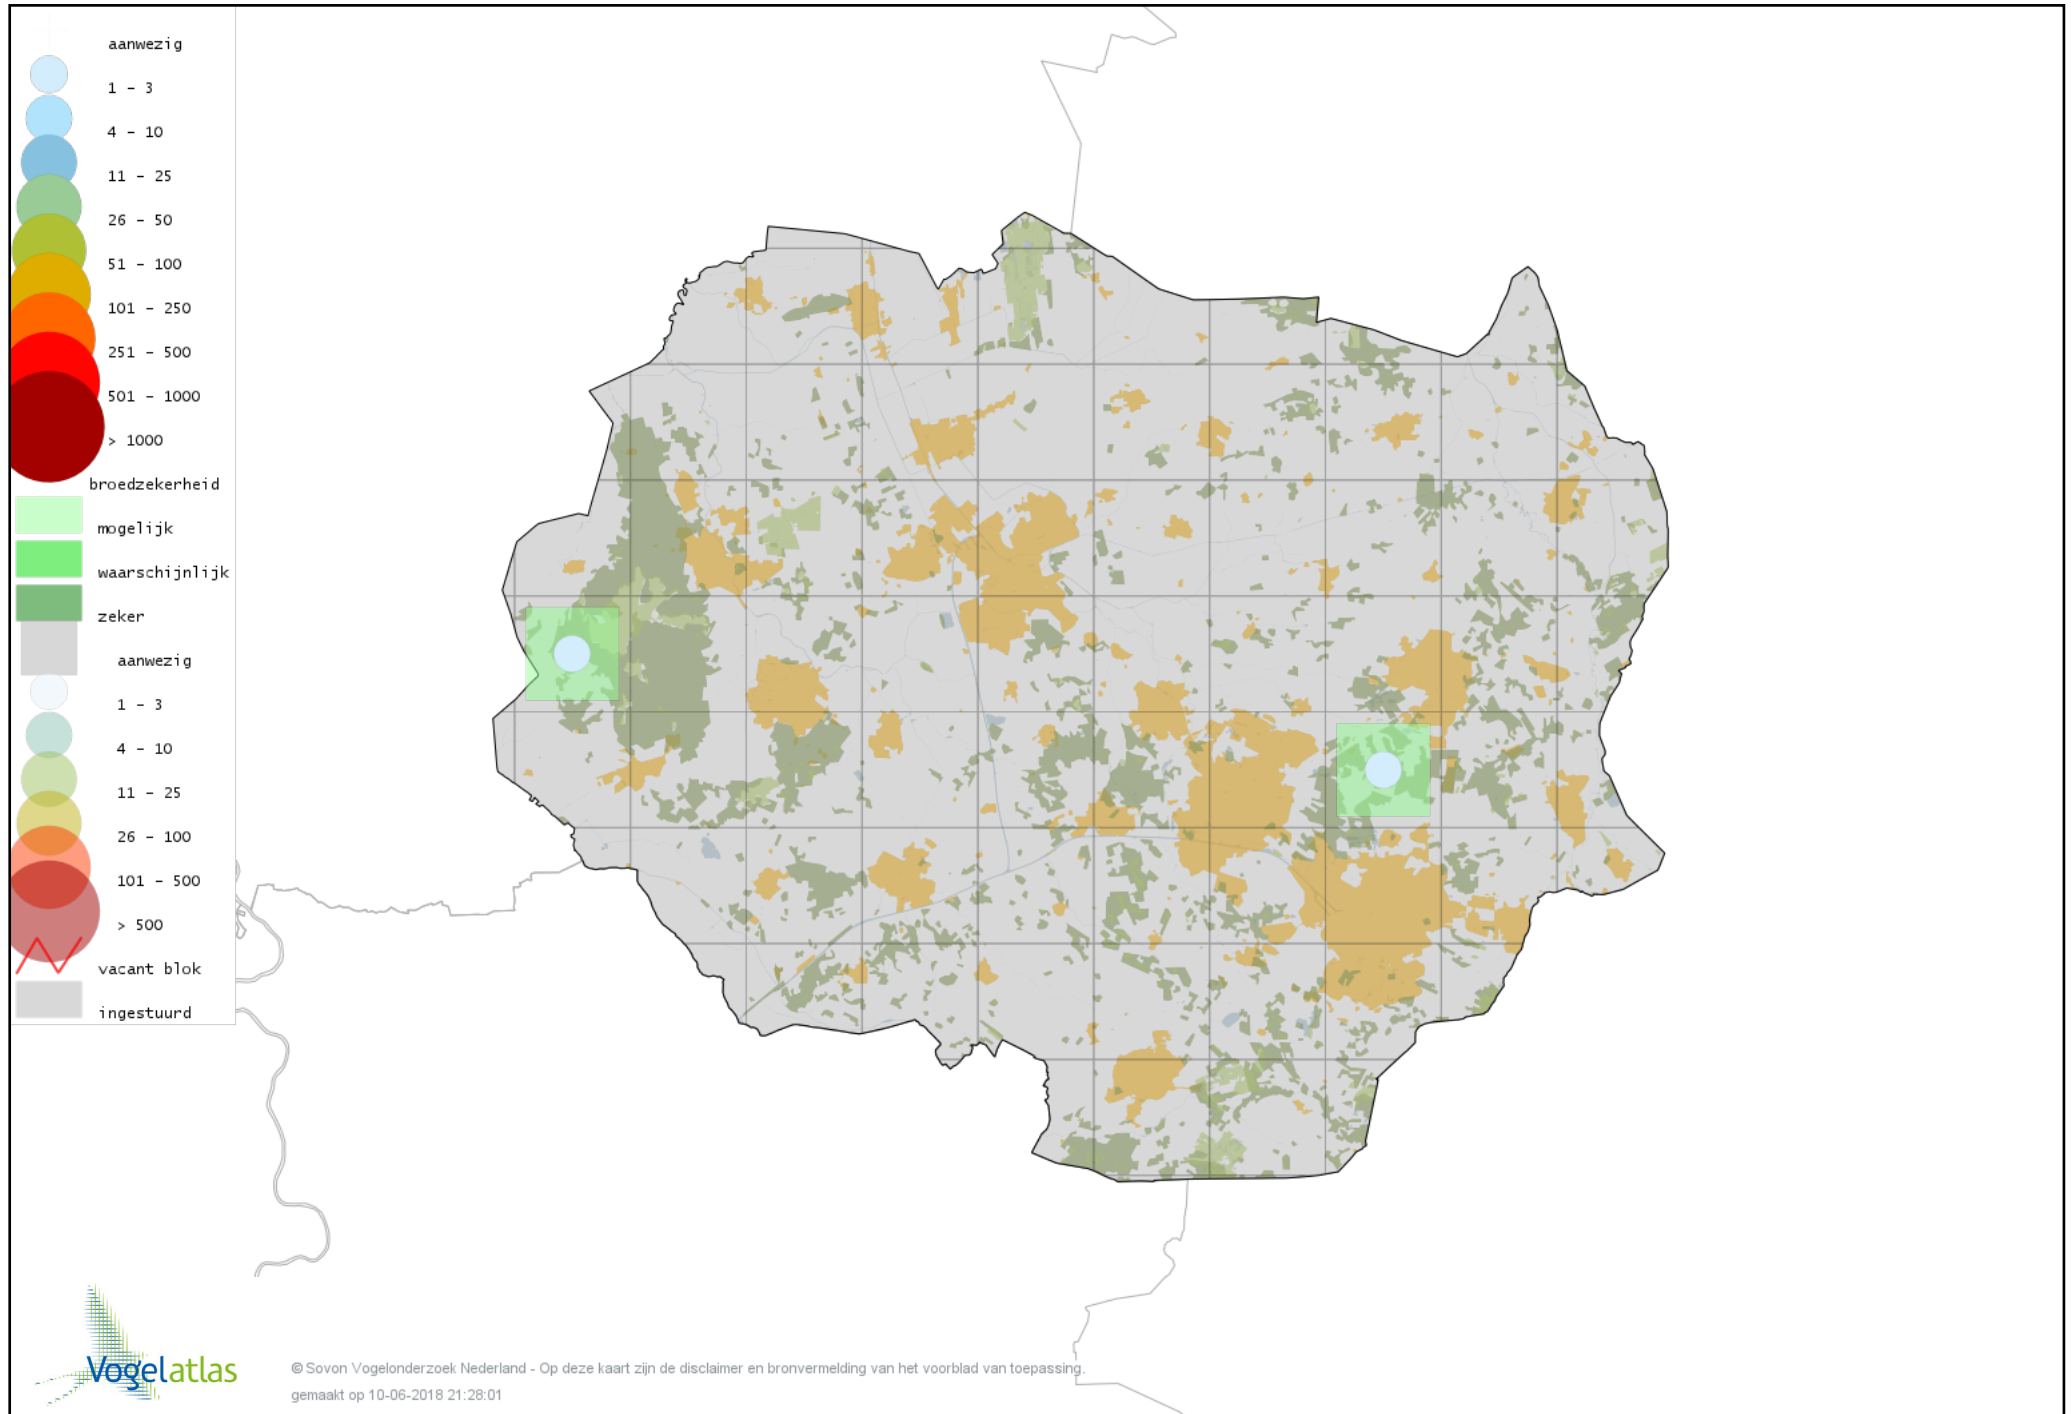 aanwezig
1 - 3
4 - 10
11 - 25
26 - 50
51 - 100
101 - 250
251 - 500
501 - 1000
> 1000
broedzekerheid
mogelijk
waarschijnlijk
zeker
aanwezig
1 - 3
4 - 10
11 - 25
26 - 100
101 - 500
> 500
vacant blok
ingestuurd
Vogelatlas
© Sovon Vogelonderzoek Nederland - Op deze kaart zijn de disclaimer en bronvermelding van het voorblad van toepassing.
gemaakt op 10-06-2018 21:28:01